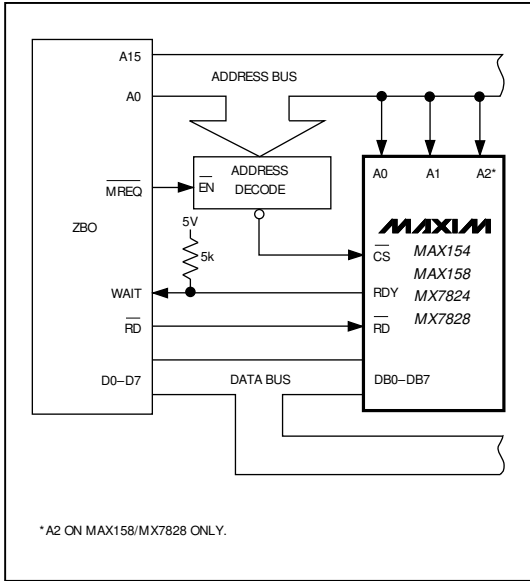 A15
ADDRESS BUS
A0
A0 A1 A2*
ADDRESS
DECODE
EN
MREQ
ZBO
5V
5k
MAXIM
CS
MAX154
MAX158
MX7824
MX7828
WAIT
RDY
RD
RD
D0–D7
DATA BUS
DB0–DB7
*A2 ON MAX158/MX7828 ONLY.